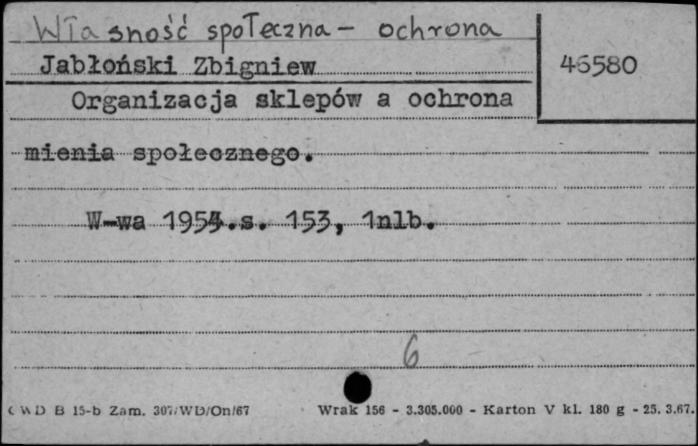 Własność społeczna - ochrona
Jabłoński Zbigniew
46580
Organizacja sklepów a ochrona
mienia społecznego.
W-wa 1954.s. 153, 1nlb.
6
CWD B 15-b Zam. 307/WD/On/67 Wrak 156 - 3.305.000 - Karton V kl. 180 g - 25. 3.67.